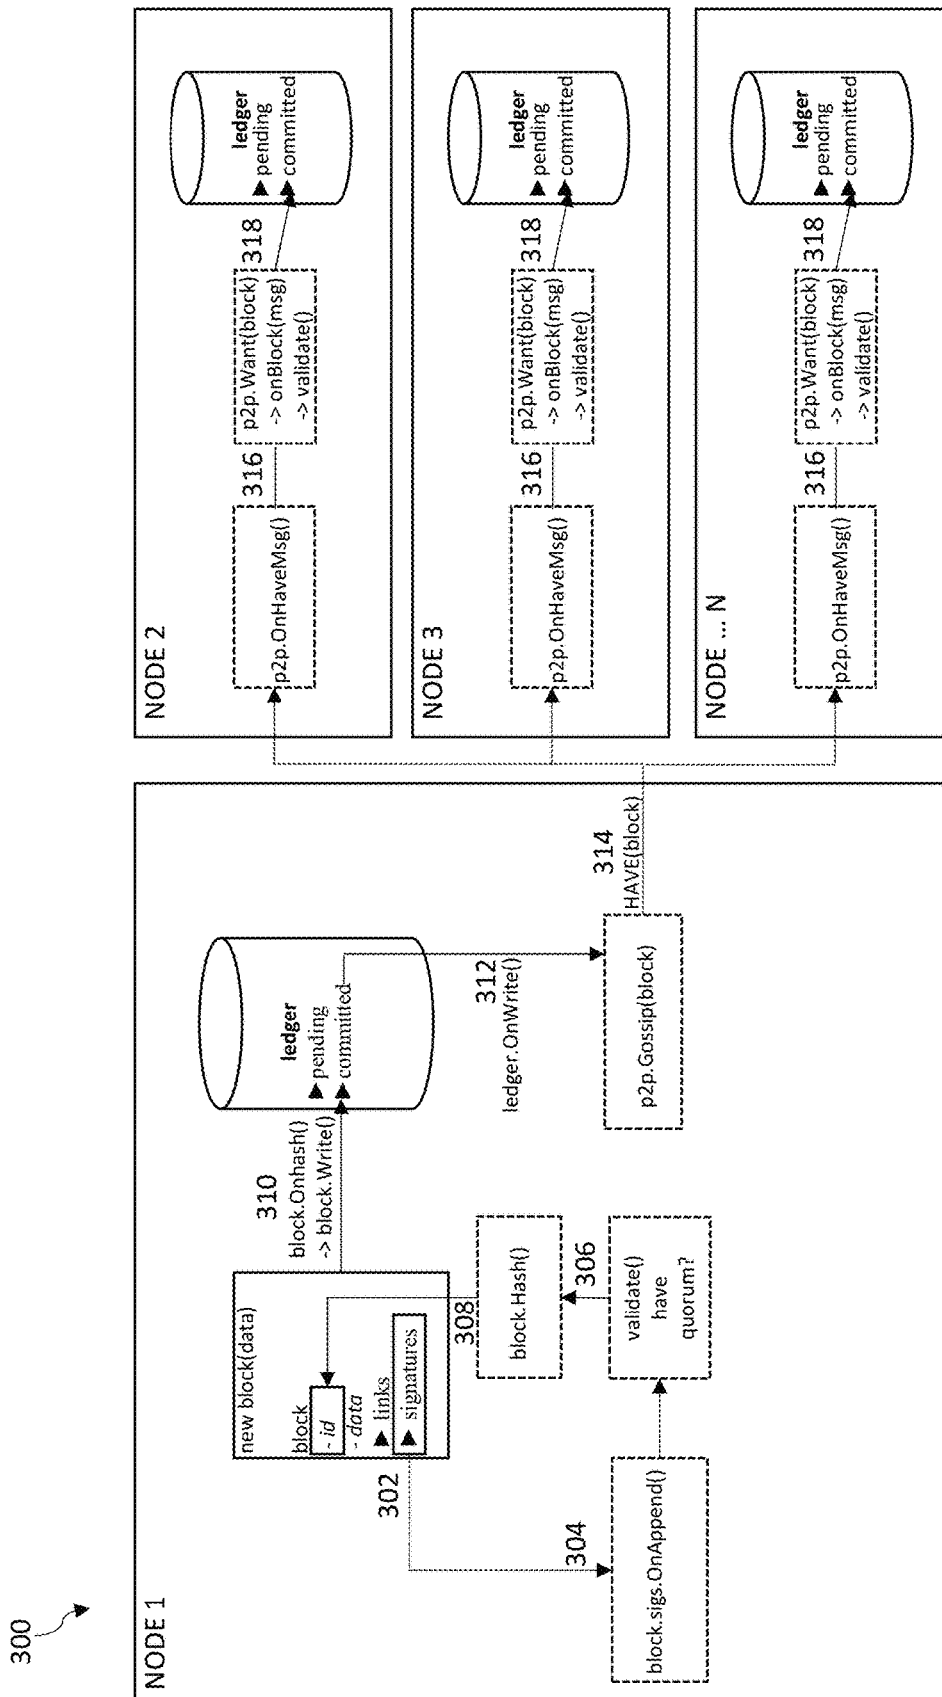 300
NODE 1
new block(data)
block
- id
- data
▶ links
▶ signatures
302
304
block.sigs.OnAppend()
validate()
have
quorum?
306
block.Hash()
308
310
block.Onhash()
-> block.Write()
ledger
▶ pending
▶ committed
312
ledger.OnWrite()
p2p.Gossip(block)
314
HAVE(block)
NODE 2
p2p.OnHaveMsg()
316
p2p.Want(block)
-> onBlock(msg)
-> validate()
318
ledger
▶ pending
▶ committed
NODE 3
p2p.OnHaveMsg()
316
p2p.Want(block)
-> onBlock(msg)
-> validate()
318
ledger
▶ pending
▶ committed
NODE ... N
p2p.OnHaveMsg()
316
p2p.Want(block)
-> onBlock(msg)
-> validate()
318
ledger
▶ pending
▶ committed